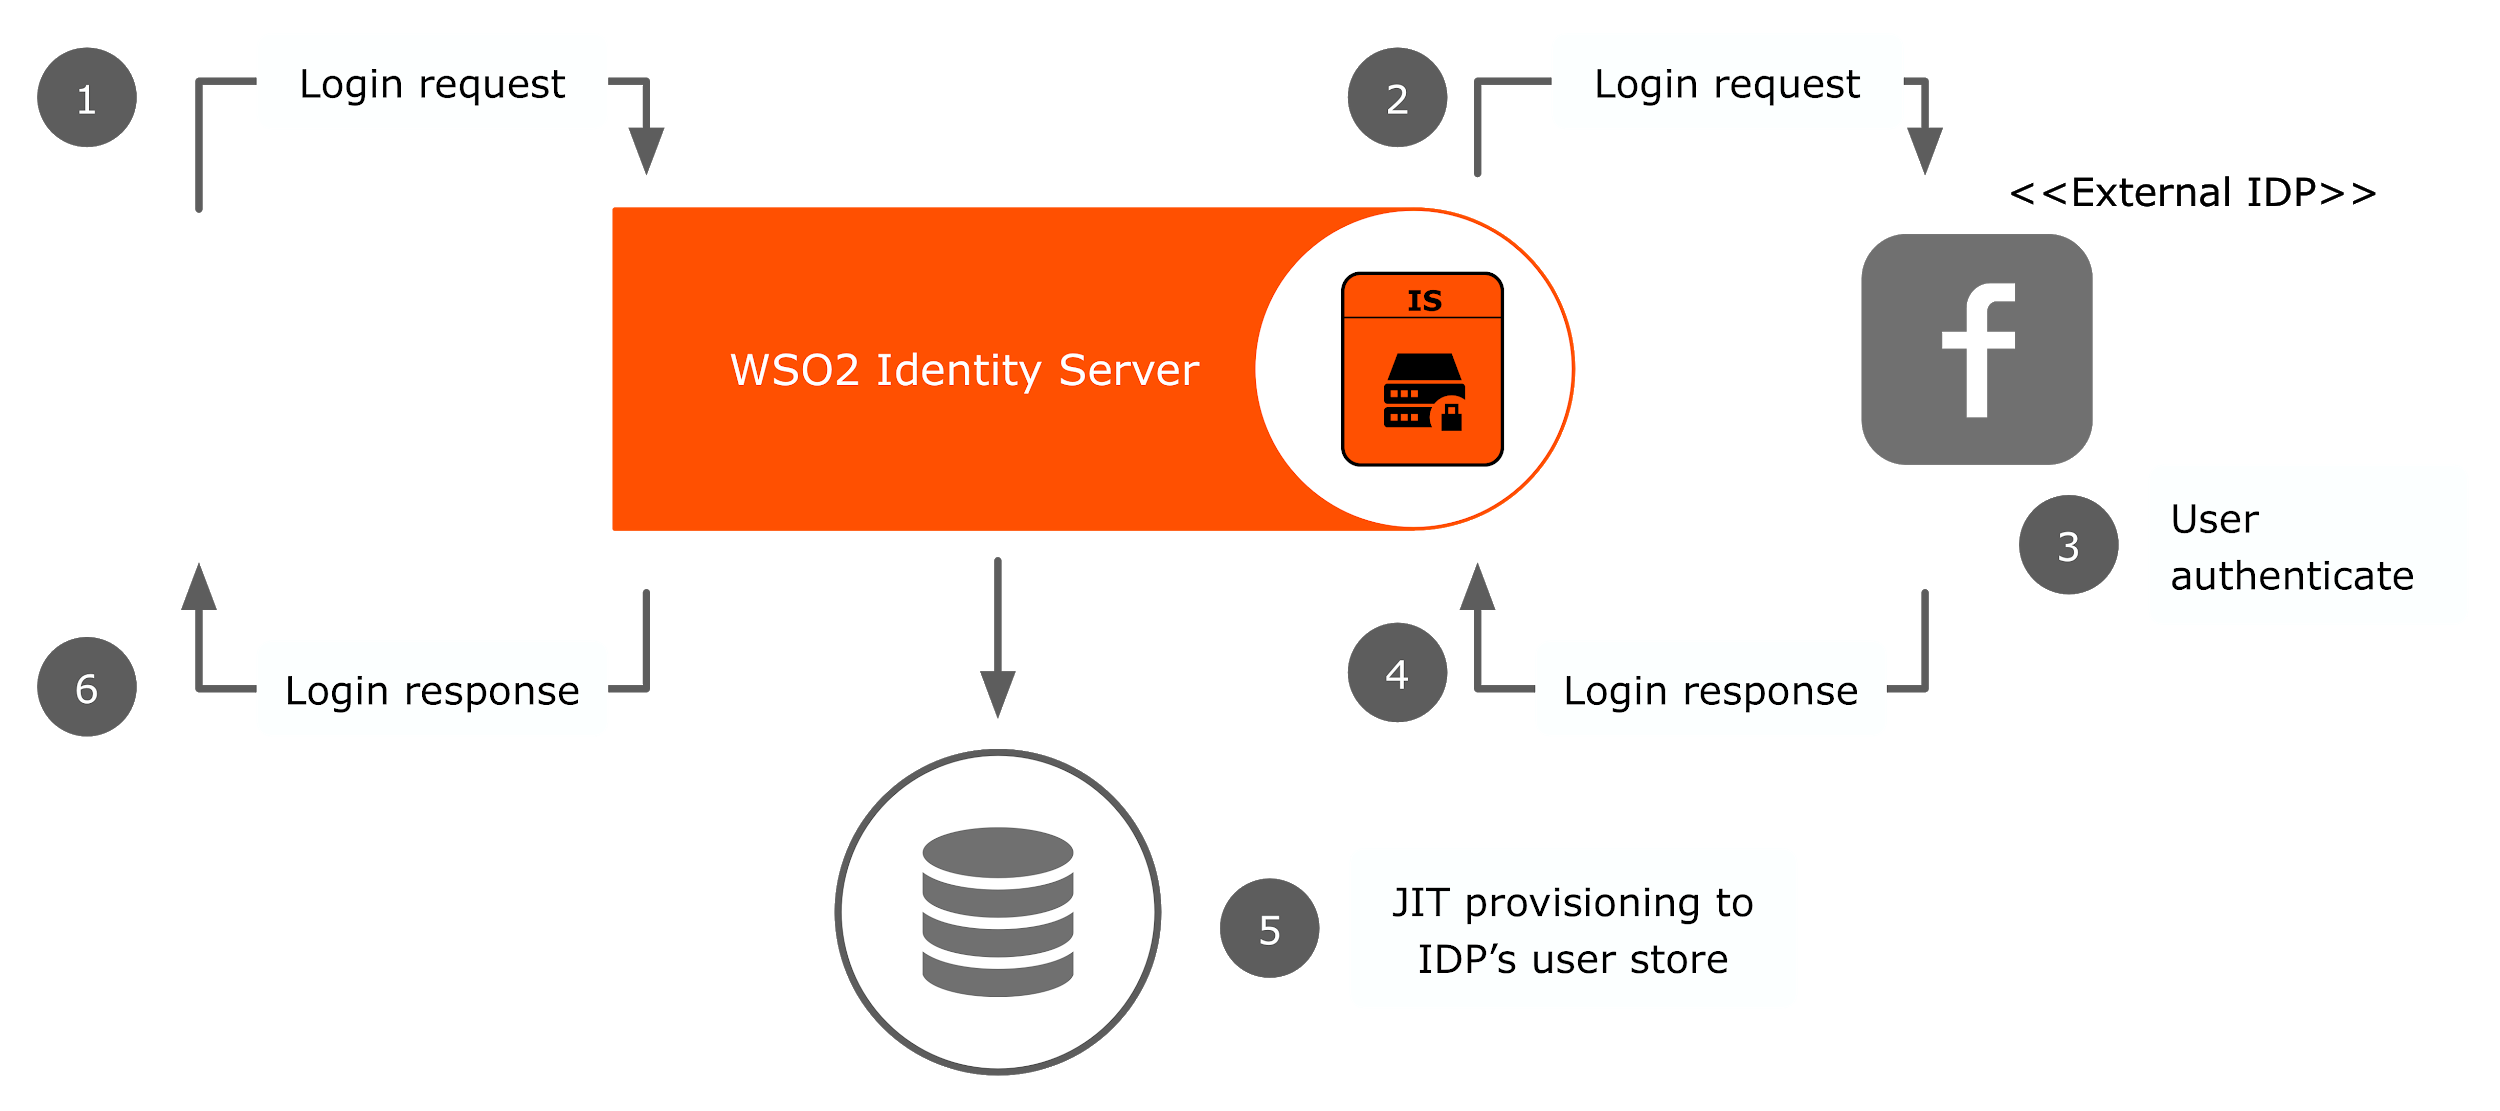 1
Login request
2
Login request
<<External IDP>>
IS
WSO2 Identity Server
f
3
User
authenticate
6
Login response
4
Login response
5
JIT provisioning to
IDP’s user store